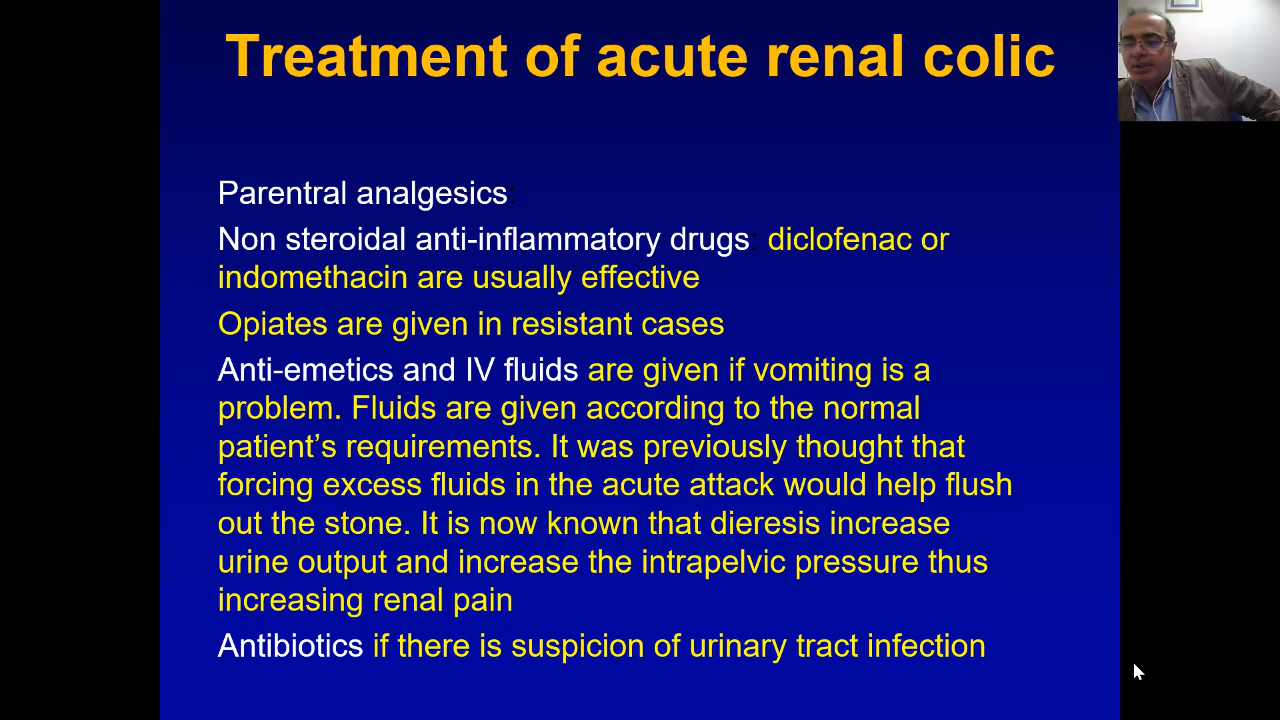 Treatment of acute renal colic
Parentral analgesics:
Non steroidal anti-inflammatory drugs: diclofenac or
indomethacin are usually effective
Opiates are given in resistant cases
Anti-emetics and IV fluids are given if vomiting is a
problem. Fluids are given according to the normal
patient’s requirements. It was previously thought that
forcing excess fluids in the acute attack would help flush
out the stone. It is now known that dieresis increase
urine output and increase the intrapelvic pressure thus
increasing renal pain
Antibiotics if there is suspicion of urinary tract infection